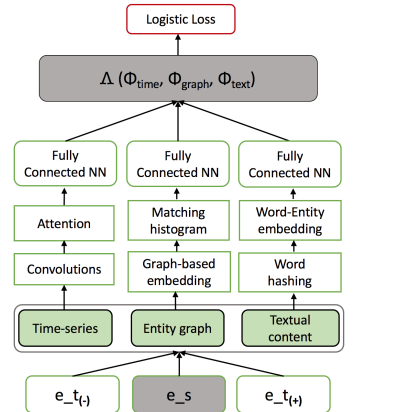 Logistic Loss
Λ (Φtime, Φgraph, Φtext)
Fully Connected NN
Fully Connected NN
Fully Connected NN
Attention
Matching histogram
Word-Entity embedding
Convolutions
Graph-based embedding
Word hashing
Time-series
Entity graph
Textual content
e_t(-)
e_s
e_t(+)